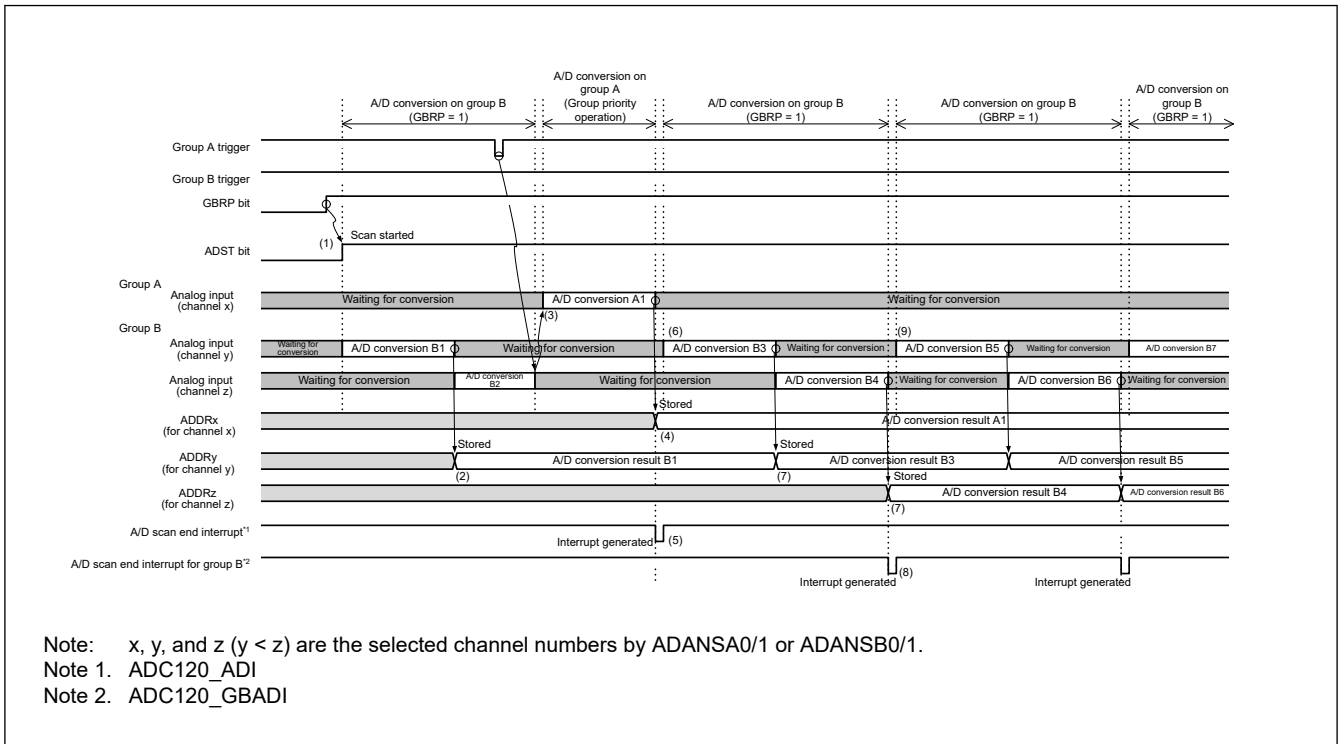 A/D conversion on
group A
(Group priority
operation)
A/D conversion on group B
(GBRP = 1)
A/D conversion on group B
(GBRP = 1)
A/D conversion on group B
(GBRP = 1)
A/D conversion on
group B
(GBRP = 1)
Group A trigger
Group B trigger
GBRP bit
(1)
Scan started
ADST bit
Group A
Analog input
(channel x)
Waiting for conversion
A/D conversion A1
Waiting for conversion
(3)
Group B
(6)
(9)
Analog input
(channel y)
Waiting for
conversion
A/D conversion B1
Waiting for conversion
A/D conversion B3
Waiting for conversion
A/D conversion B5
Waiting for conversion
A/D conversion B7
Analog input
(channel z)
Waiting for conversion
A/D conversion
B2
Waiting for conversion
A/D conversion B4
Waiting for conversion
A/D conversion B6
Waiting for conversion
Stored
ADDRx
(for channel x)
A/D conversion result A1
(4)
Stored
Stored
ADDRy
(for channel y)
A/D conversion result B1
A/D conversion result B3
A/D conversion result B5
(2)
(7)
Stored
ADDRz
(for channel z)
A/D conversion result B4
A/D conversion result B6
(7)
A/D scan end interrupt*1
Interrupt generated
(5)
A/D scan end interrupt for group B*2
(8)
Interrupt generated
Interrupt generated
Note: x, y, and z (y < z) are the selected channel numbers by ADANSA0/1 or ADANSB0/1.
Note 1. ADC120_ADI
Note 2. ADC120_GBADI